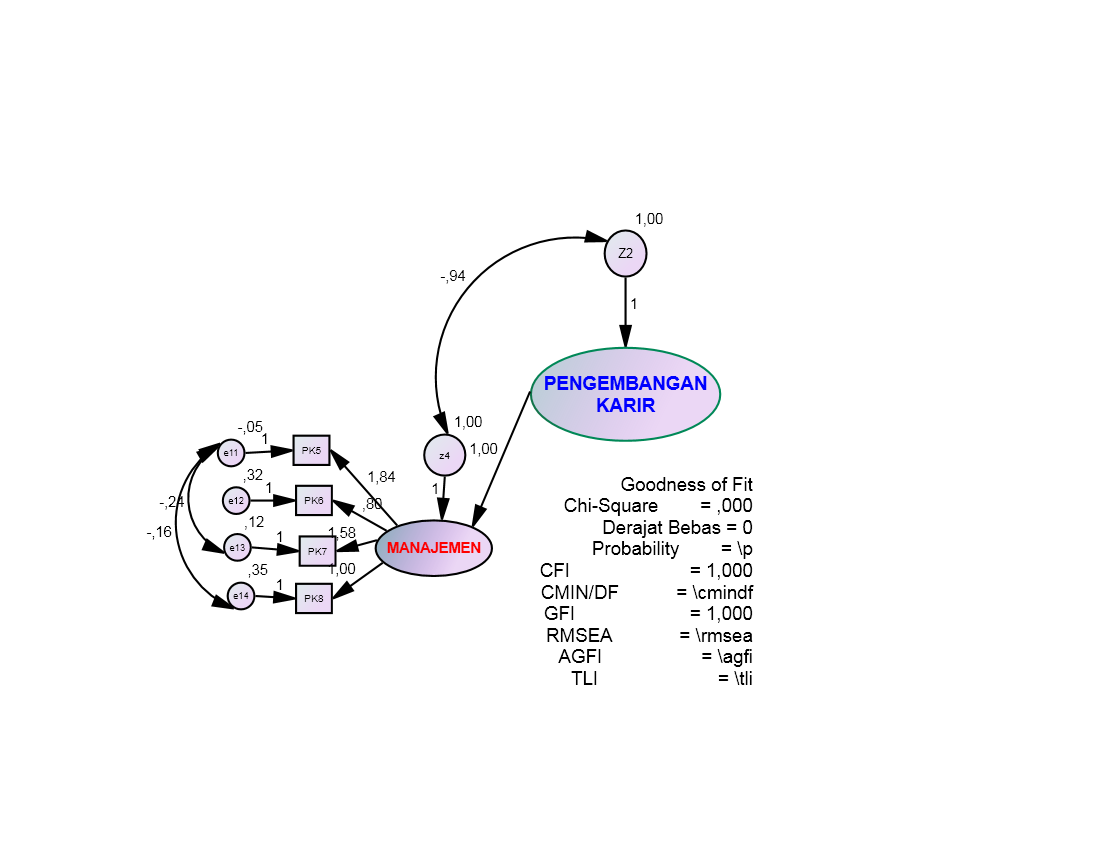 1,00
Z2
-,94
1
PENGEMBANGAN
KARIR
1,00
1,00
z4
1
-,05
1
e11
PK5
1,84
,32
1
e12
PK6
,80
-,24
,12
1
e13
PK7
1,58
-,16
,35
1
e14
PK8
1,00
MANAJEMEN
Goodness of Fit
Chi-Square = ,000
Derajat Bebas = 0
Probability = \p
CFI = 1,000
CMIN/DF = \cmindf
GFI = 1,000
RMSEA = \rmsea
AGFI = \agfi
TLI = \tli